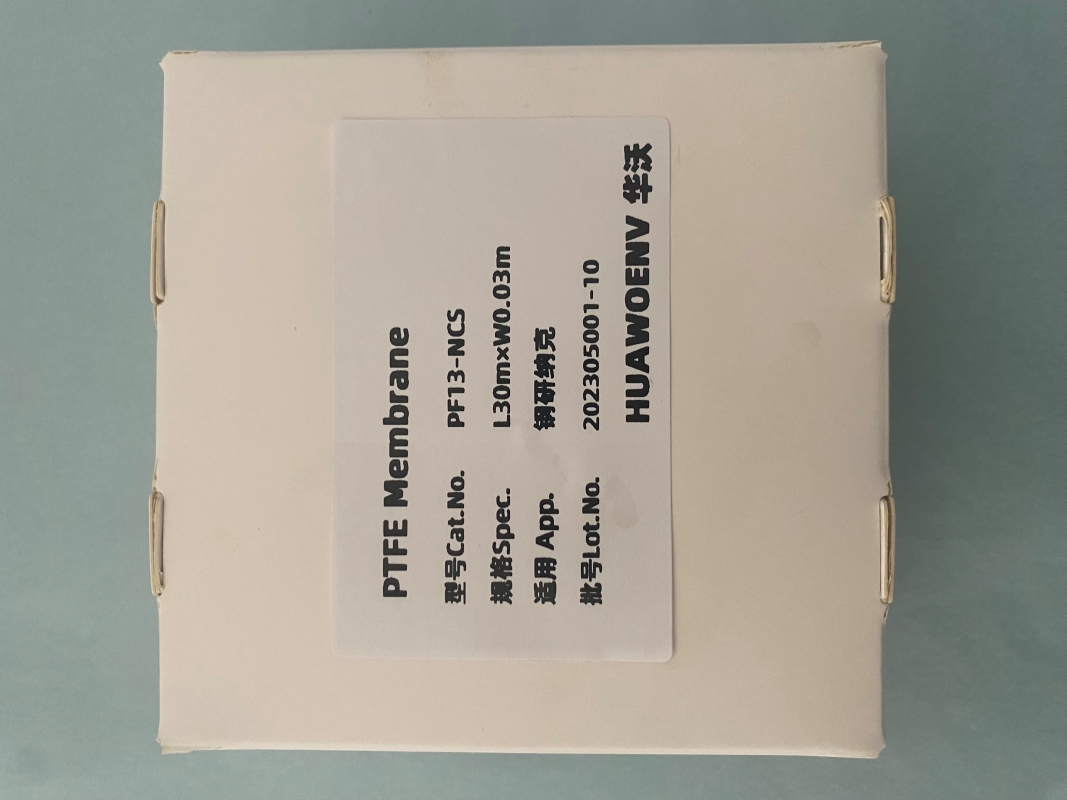 PTFE Membrane
型号Cat.No. PF13-NCS
规格Spec. L30m×W0.03m
适用 App. 钢研纳克
批号Lot.No. 202305001-10
HUAWOENV 华沃